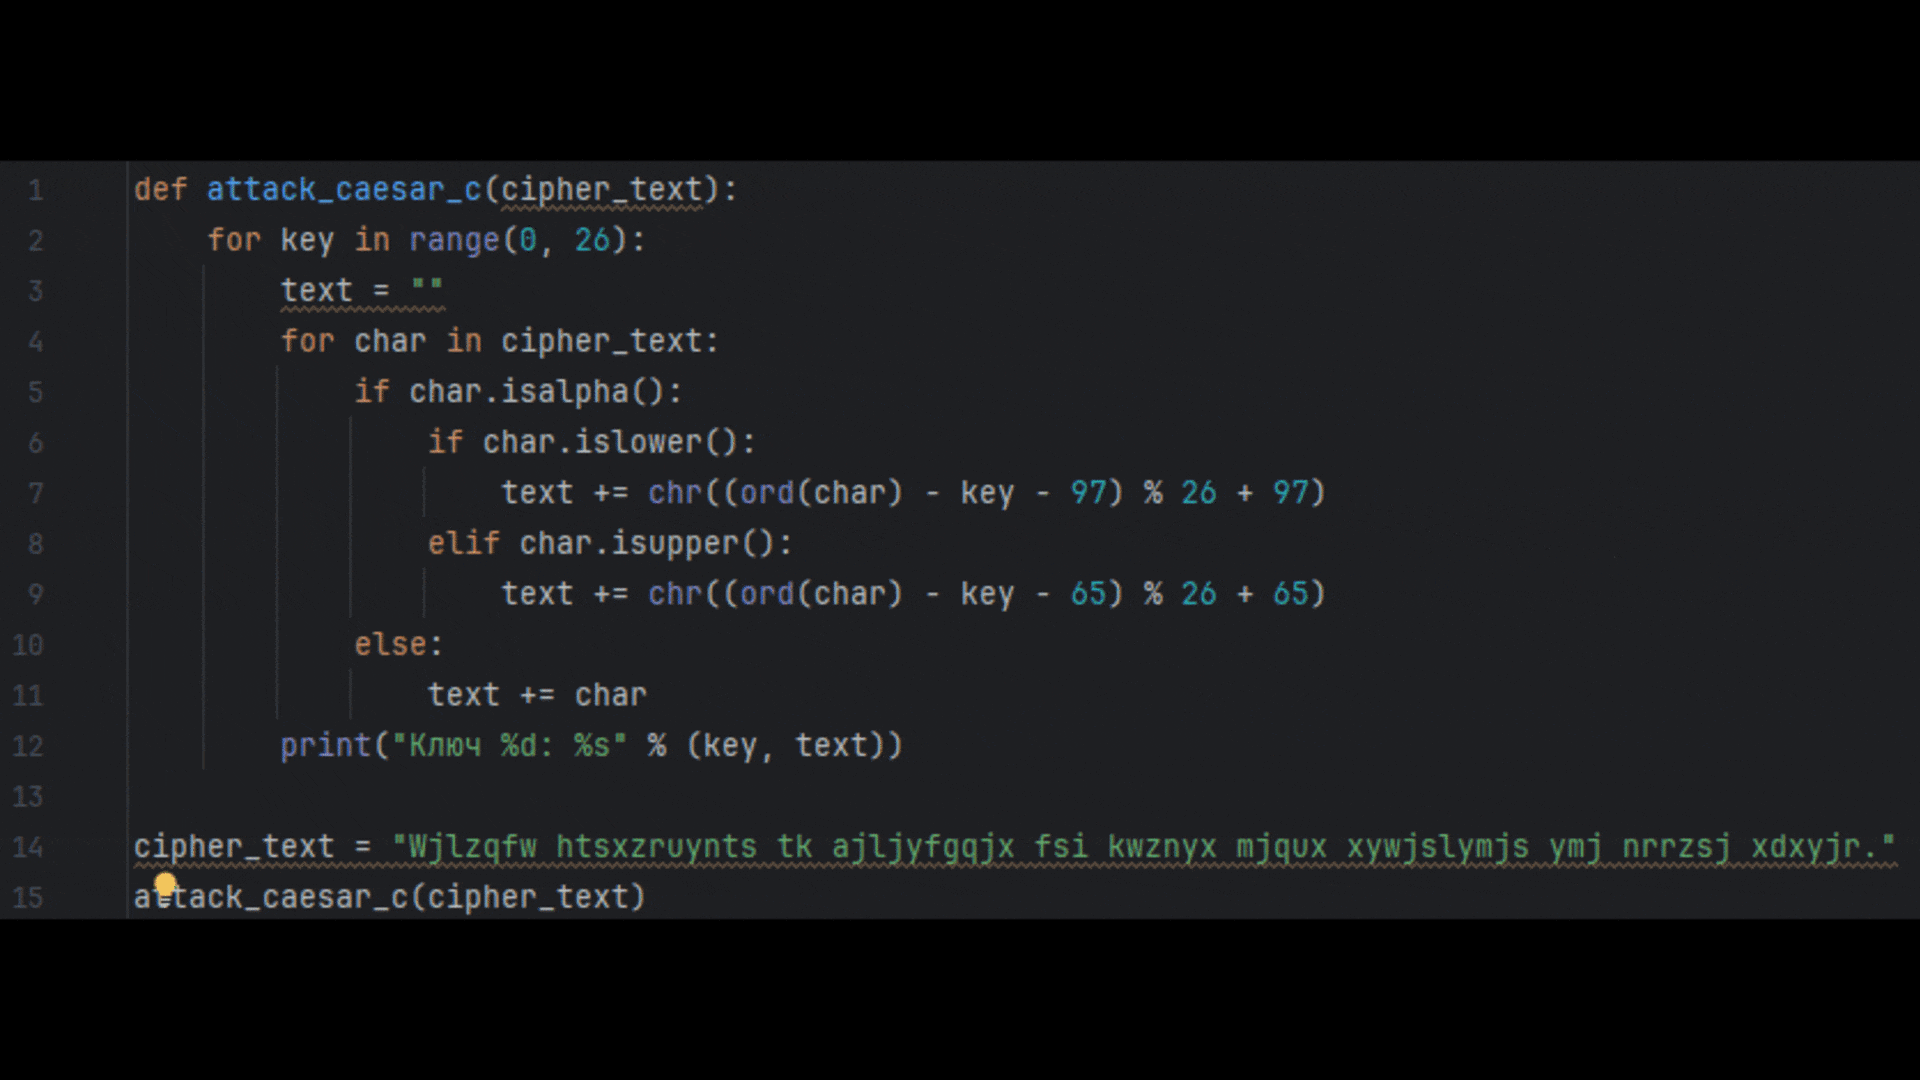 1 def attack_caesar_c(cipher_text):
2 for key in range(0, 26):
3 text = ""
4 for char in cipher_text:
5 if char.isalpha():
6 if char.islower():
7 text += chr((ord(char) - key - 97) % 26 + 97)
8 elif char.isupper():
9 text += chr((ord(char) - key - 65) % 26 + 65)
10 else:
11 text += char
12 print("Ключ %d: %s" % (key, text))
13
14 cipher_text = "Wjlzqfw htsxzruynts tk ajljyfgqjx fsi kwznyx mjqux xywjslymjs ymj nrrzsj xdxyjr."
15 attack_caesar_c(cipher_text)